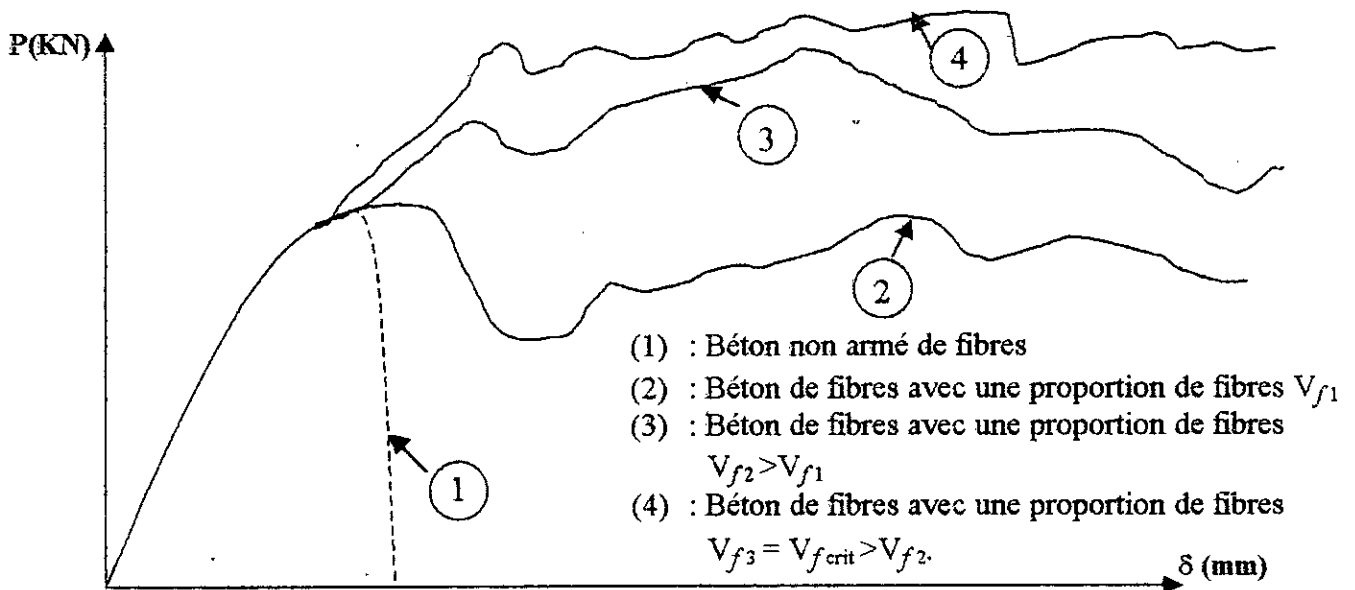 P(KN)
4
3
2
1
(1) : Béton non armé de fibres
(2) : Béton de fibres avec une proportion de fibres Vf1
(3) : Béton de fibres avec une proportion de fibres
Vf2>Vf1
(4) : Béton de fibres avec une proportion de fibres
Vf3 = Vfcrit>Vf2.
δ (mm)